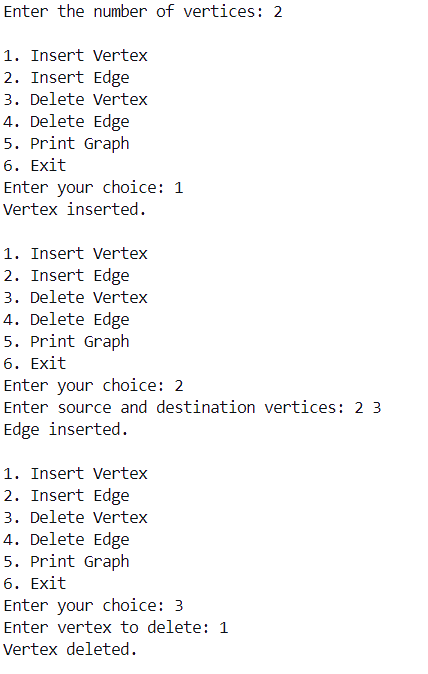 Enter the number of vertices: 2
1. Insert Vertex
2. Insert Edge
3. Delete Vertex
4. Delete Edge
5. Print Graph
6. Exit
Enter your choice: 1
Vertex inserted.
1. Insert Vertex
2. Insert Edge
3. Delete Vertex
4. Delete Edge
5. Print Graph
6. Exit
Enter your choice: 2
Enter source and destination vertices: 2 3
Edge inserted.
1. Insert Vertex
2. Insert Edge
3. Delete Vertex
4. Delete Edge
5. Print Graph
6. Exit
Enter your choice: 3
Enter vertex to delete: 1
Vertex deleted.